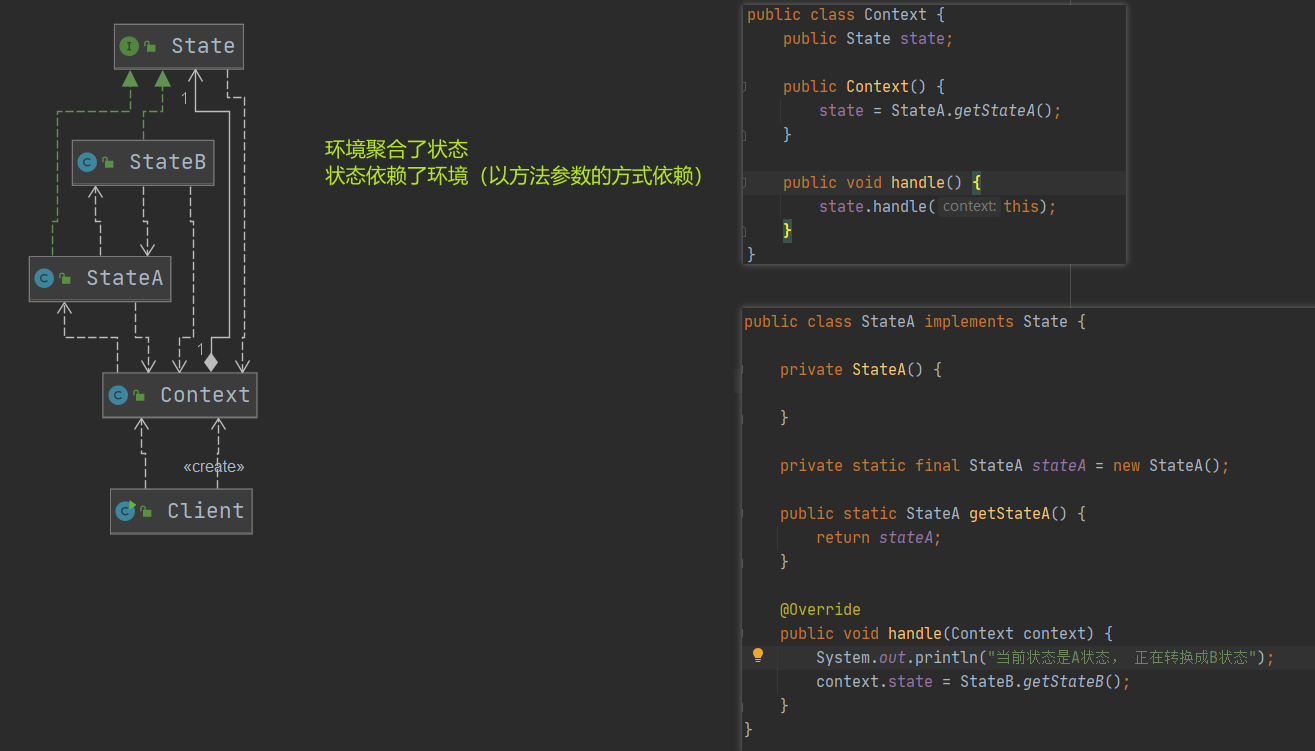 State
1
StateB
StateA
1
Context
«create»
Client
环境聚合了状态
状态依赖了环境（以方法参数的方式依赖）
public class Context {
public State state;
public Context() {
state = StateA.getStateA();
}
public void handle() {
state.handle( context: this);
}
}
public class StateA implements State {
private StateA() {
}
private static final StateA stateA = new StateA();
public static StateA getStateA() {
return stateA;
}
@Override
public void handle(Context context) {
System.out.println("当前状态是A状态， 正在转换成B状态");
context.state = StateB.getStateB();
}
}